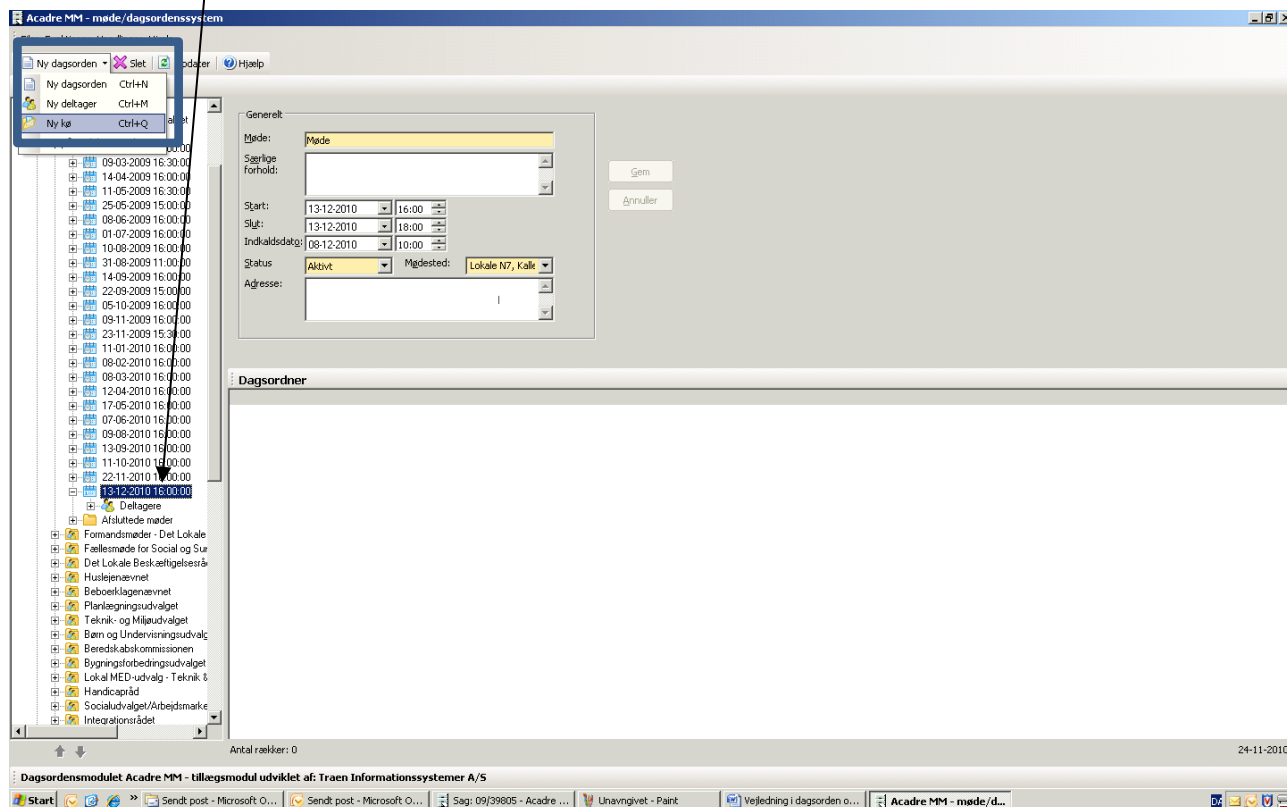 Acadre MM - møde/dagsordenssystem
Ny dagsorden Slet Hjælp
Ny dagsorden Ctrl+N
Ny deltager Ctrl+M
Ny kø Ctrl+Q
09-03-2009 16:30:00
14-04-2009 16:00:00
11-05-2009 16:30:00
25-05-2009 15:00:00
08-06-2009 16:00:00
01-07-2009 16:00:00
10-08-2009 16:00:00
31-08-2009 11:00:00
14-09-2009 16:00:00
22-09-2009 15:00:00
05-10-2009 16:00:00
09-11-2009 16:00:00
23-11-2009 15:30:00
11-01-2010 16:00:00
08-02-2010 16:00:00
08-03-2010 16:00:00
12-04-2010 16:00:00
17-05-2010 16:00:00
07-06-2010 16:00:00
09-08-2010 16:00:00
13-09-2010 16:00:00
11-10-2010 16:00:00
22-11-2010 16:00:00
13-12-2010 16:00:00
Deltagere
Afsluttede møder
Formandsmøder - Det Lokale
Fællesmøde for Social og Sun
Det Lokale Beskæftigelsesrå
Huslejenævnet
Beboerklagenævnet
Planlægningsudvalget
Teknik- og Miljøudvalget
Børn og Undervisningsudvalg
Beredskabskommissionen
Bygningsforbedringsudvalget
Lokal MED-udvalg - Teknik &
Handicapråd
Socialudvalget/Arbejdsmarke
Integrationsrådet
Generelt
Møde: Møde
Særlige
forhold:
Gem
Annuller
Start: 13-12-2010 16:00
Slut: 13-12-2010 18:00
Indkaldsdato: 08-12-2010 10:00
Status Aktivt Mødested: Lokale N7, Kalle
Adresse:
Dagsordner
Antal rækker: 0
24-11-2010
Dagsordensmodulet Acadre MM - tillægsmodul udviklet af: Traen Informationssystemer A/S
Start » Sendt post - Microsoft O... Sendt post - Microsoft O... Sag: 09/39805 - Acadre ... Unavngivet - Paint Vejledning i dagsorden o... Acadre MM - møde/d... DA